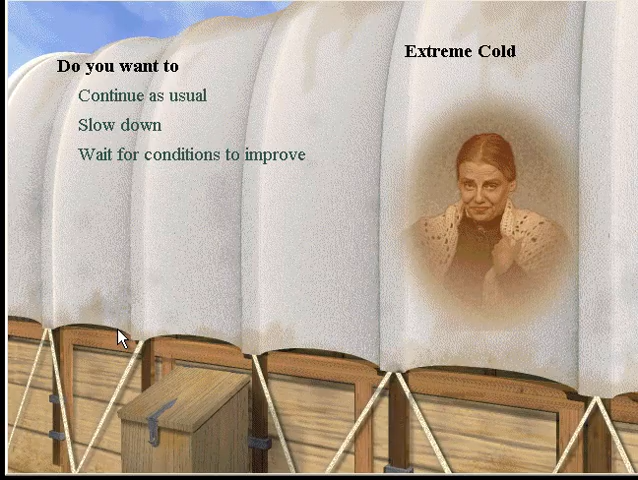 Do you want to
Continue as usual
Slow down
Wait for conditions to improve
Extreme Cold